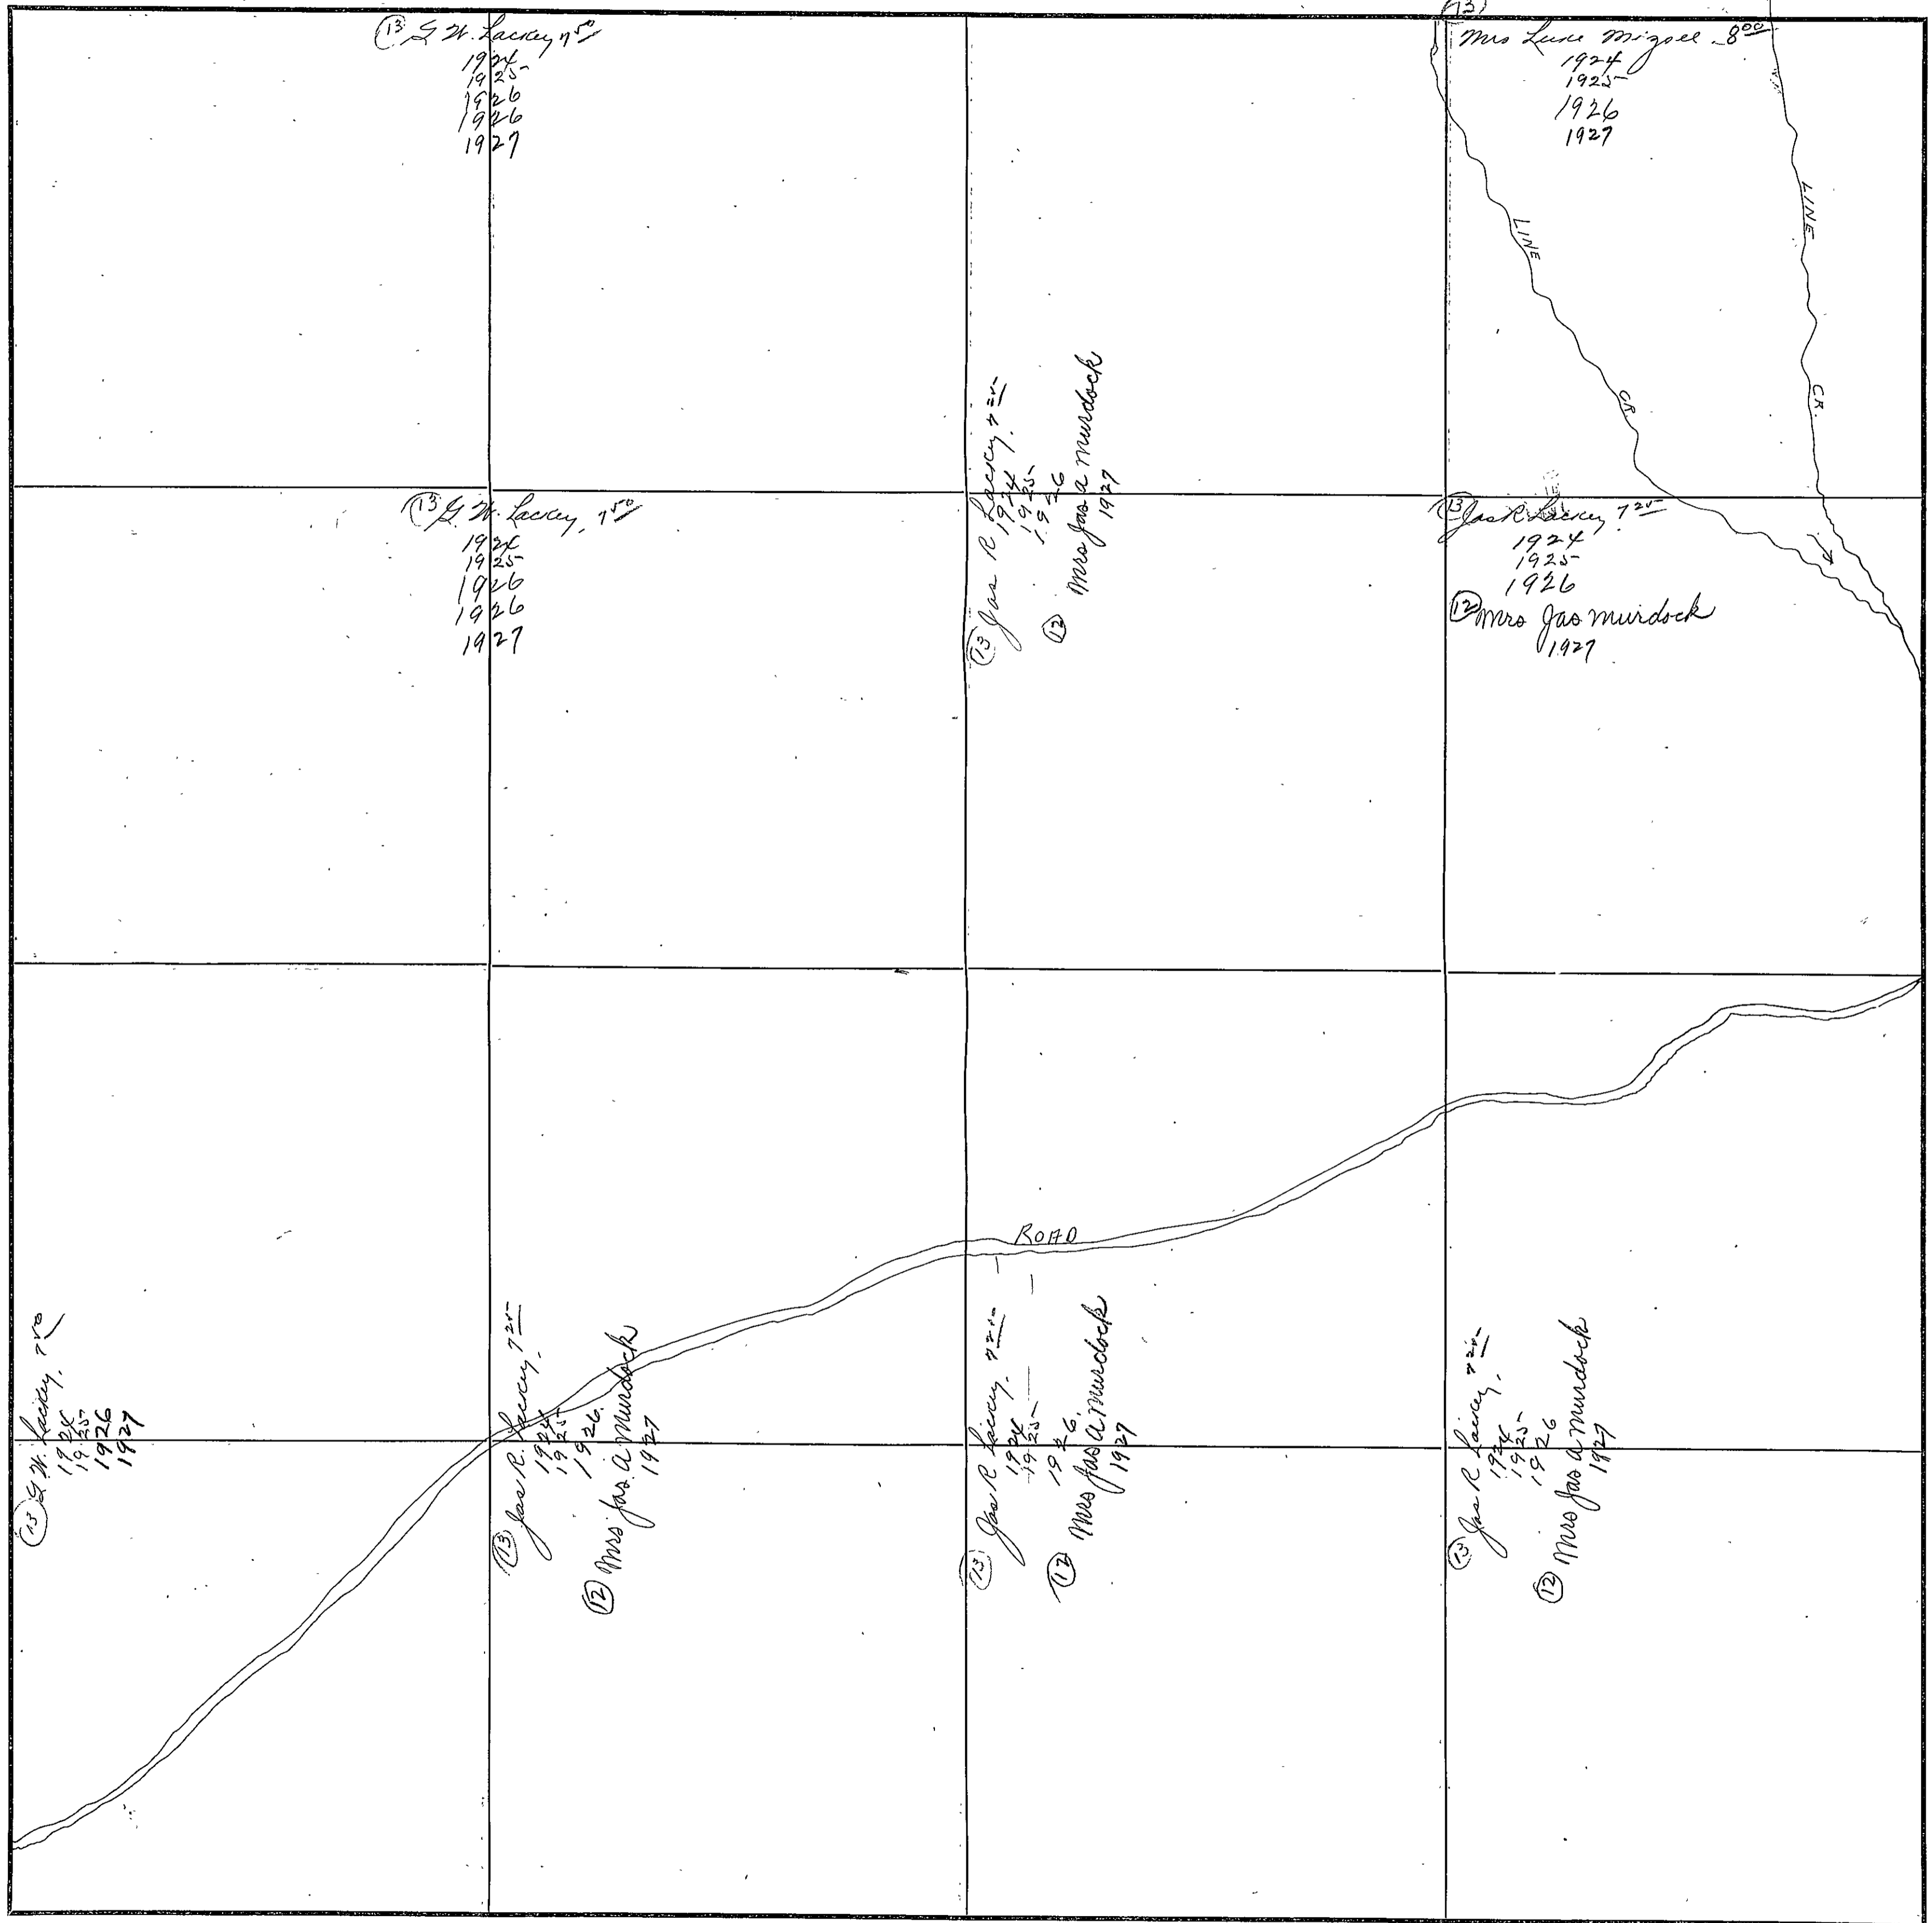 (13) G. W. Lackey 7 50
1924
1925
1926
1926
1927
(13)
Mrs Luke Mizell 8 00
1924
1925
1926
1927
LINE CR.
LINE CR.
(13) G. W. Lackey, 7 50
1924
1925
1926
1926
1927
(13) Jas R Lackey 7 25
1924
1925
1926
(12) Mrs Jas A Murdock
1927
(13) Jas R Lackey 7 25
1924
1925
1926
(12) Mrs Jas Murdock
1927
ROAD
(13) G. W. Lackey, 7 50
1924
1925
1926
1927
(13) Jas R. Lackey, 7 25
1924
1925
1926.
(12) Mrs Jas. A Murdock
1927
(13) Jas R Lackey, 7 25
1924
1925
1926.
(12) Mrs Jas A Murdock
1927
(13) Jas R Lackey, 7 25
1924
1925
1926
(12) Mrs Jas A Murdock
1927